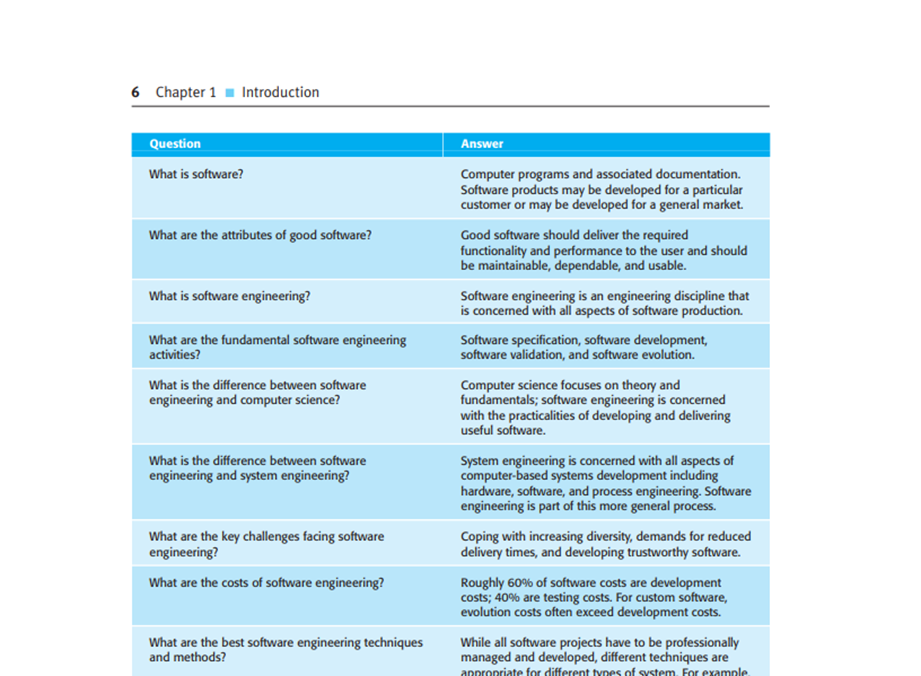 6 Chapter 1 ■ Introduction
Question Answer
What is software? Computer programs and associated documentation.
Software products may be developed for a particular
customer or may be developed for a general market.
What are the attributes of good software? Good software should deliver the required
functionality and performance to the user and should
be maintainable, dependable, and usable.
What is software engineering? Software engineering is an engineering discipline that
is concerned with all aspects of software production.
What are the fundamental software engineering Software specification, software development,
activities? software validation, and software evolution.
What is the difference between software Computer science focuses on theory and
engineering and computer science? fundamentals; software engineering is concerned
with the practicalities of developing and delivering
useful software.
What is the difference between software System engineering is concerned with all aspects of
engineering and system engineering? computer-based systems development including
hardware, software, and process engineering. Software
engineering is part of this more general process.
What are the key challenges facing software Coping with increasing diversity, demands for reduced
engineering? delivery times, and developing trustworthy software.
What are the costs of software engineering? Roughly 60% of software costs are development
costs; 40% are testing costs. For custom software,
evolution costs often exceed development costs.
What are the best software engineering techniques While all software projects have to be professionally
and methods? managed and developed, different techniques are
appropriate for different types of system. For example,